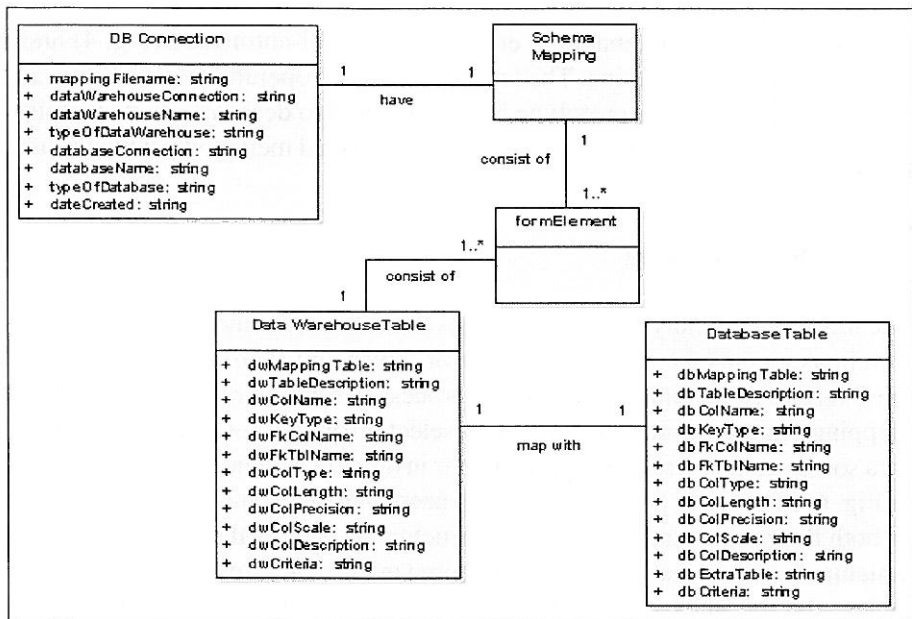 DB Connection
+ mappingFilename: string
+ dataWarehouseConnection: string
+ dataWarehouseName: string
+ typeOfDataWarehouse: string
+ databaseConnection: string
+ databaseName: string
+ typeOfDatabase: string
+ dateCreated: string
1
1
have
Schema
Mapping
1
consist of
1..*
formElement
1..*
consist of
1
Data WarehouseTable
+ dwMappingTable: string
+ dwTableDescription: string
+ dwColName: string
+ dwKeyType: string
+ dwFkColName: string
+ dwFkTblName: string
+ dwColType: string
+ dwColLength: string
+ dwColPrecision: string
+ dwColScale: string
+ dwColDescription: string
+ dwCriteria: string
1
1
map with
DatabaseTable
+ dbMappingTable: string
+ dbTableDescription: string
+ dbColName: string
+ dbKeyType: string
+ dbFkColName: string
+ dbFkTblName: string
+ dbColType: string
+ dbColLength: string
+ dbColPrecision: string
+ dbColScale: string
+ dbColDescription: string
+ dbExtraTable: string
+ dbCriteria: string